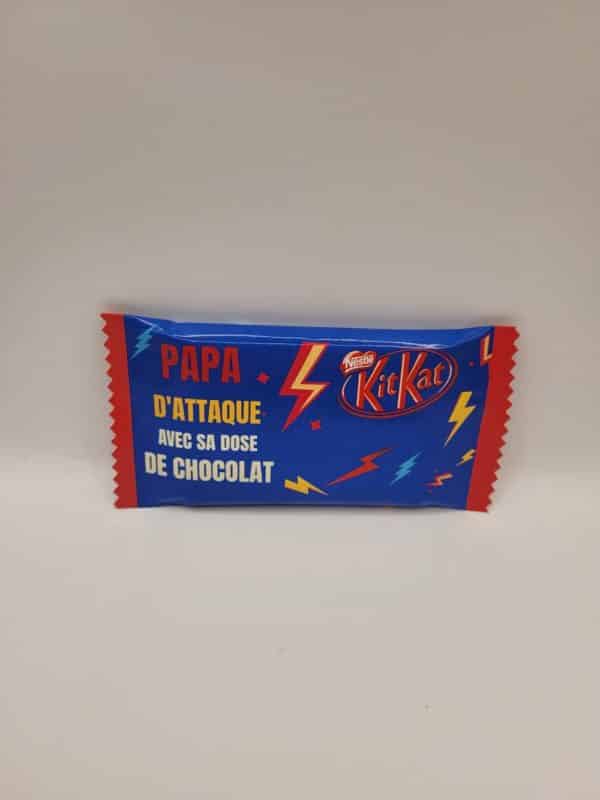 PAPA
D'ATTAQUE
AVEC SA DOSE
DE CHOCOLAT
Nestlé
KitKat